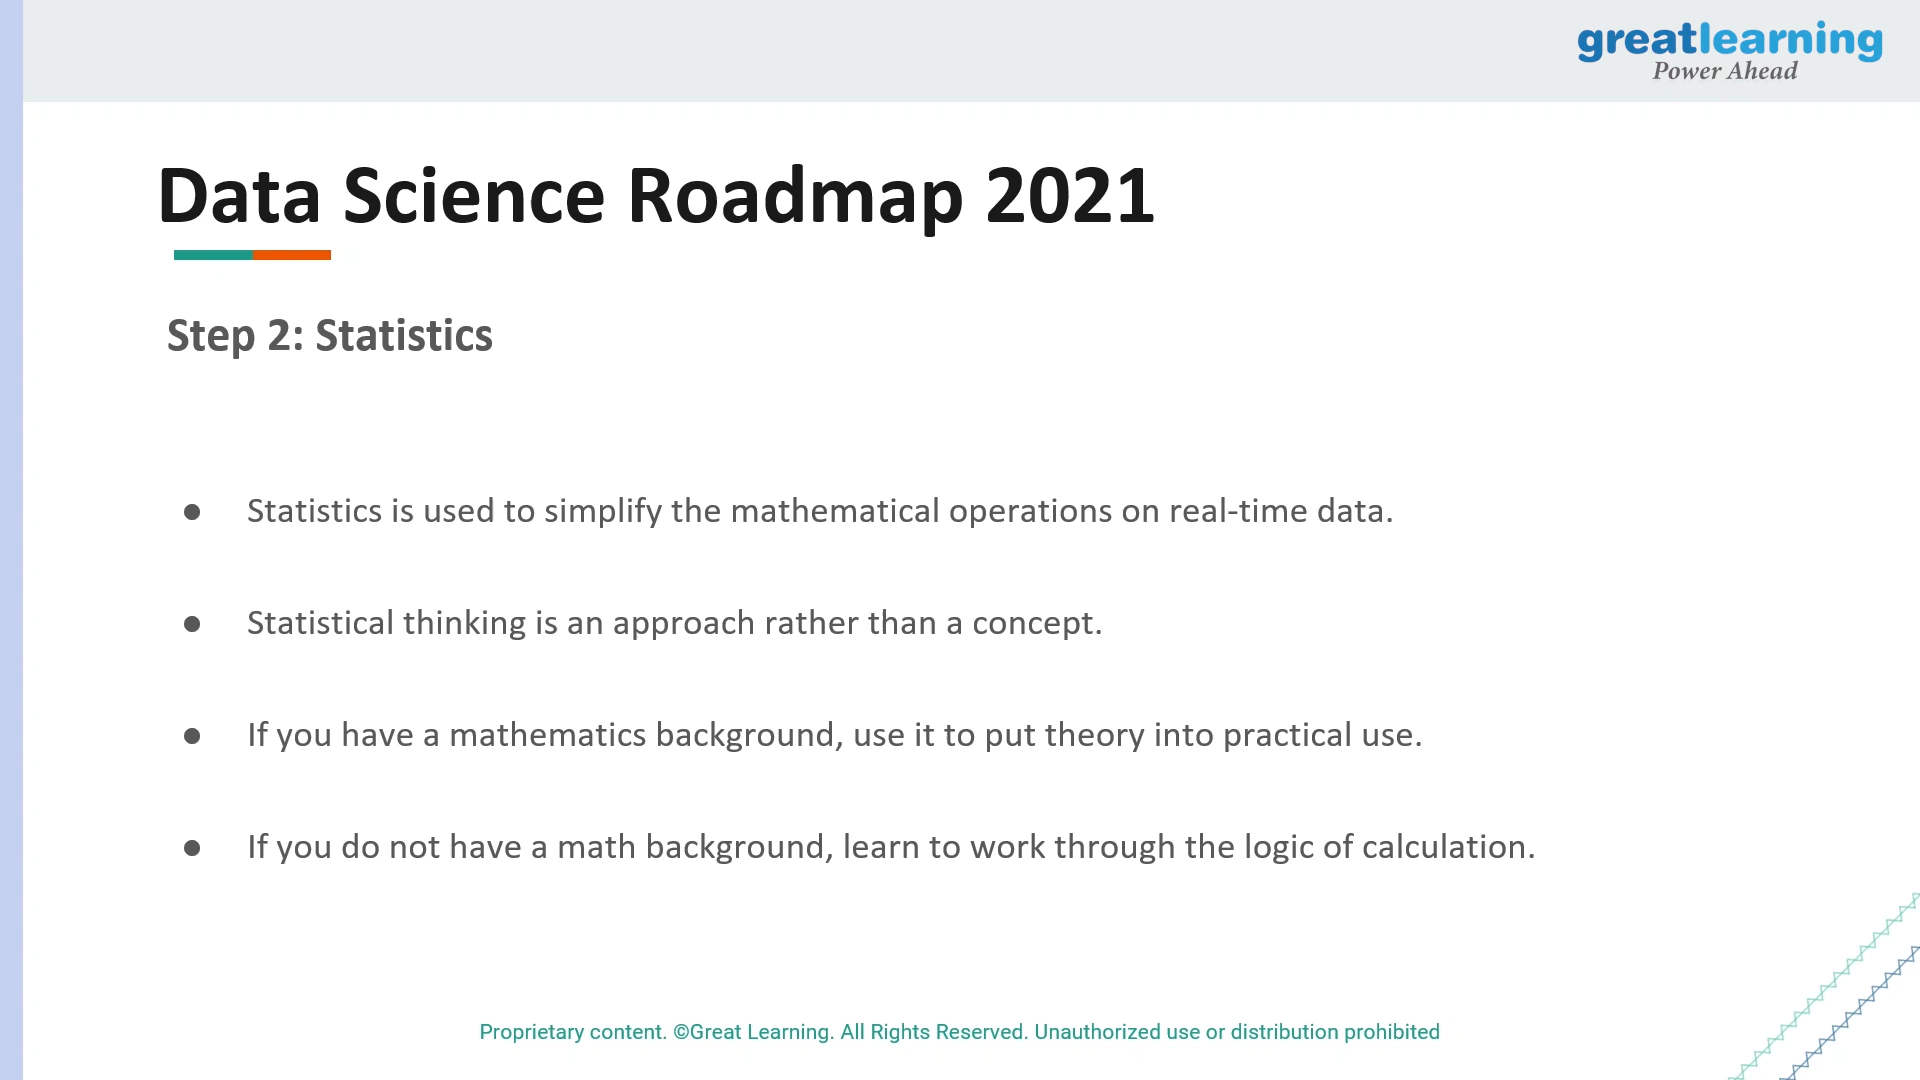 greatlearning
Power Ahead
Data Science Roadmap 2021
Step 2: Statistics
● Statistics is used to simplify the mathematical operations on real-time data.
● Statistical thinking is an approach rather than a concept.
● If you have a mathematics background, use it to put theory into practical use.
● If you do not have a math background, learn to work through the logic of calculation.
Proprietary content. ©Great Learning. All Rights Reserved. Unauthorized use or distribution prohibited